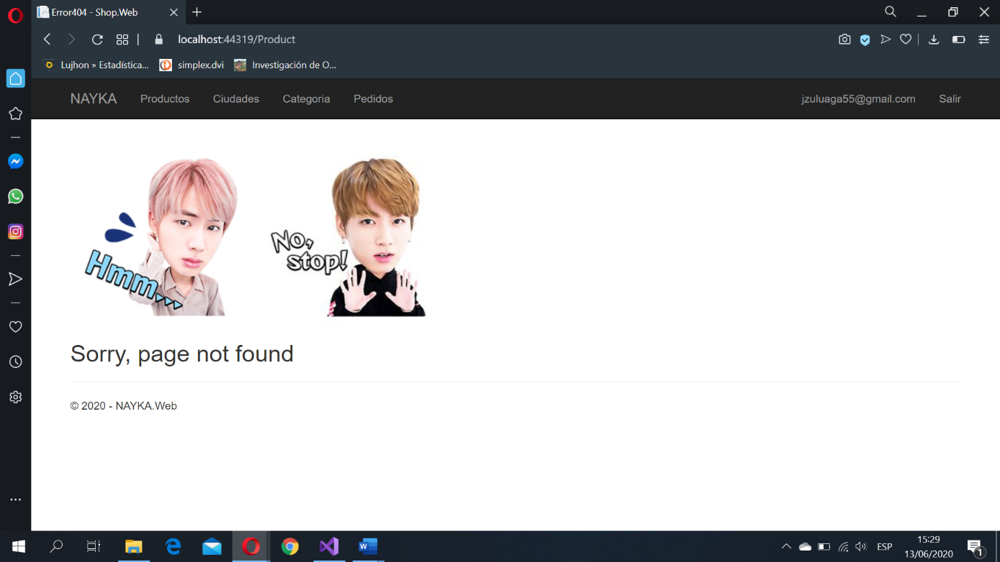 Error404 - Shop.Web
localhost:44319/Product
Lujhon » Estadística...
simplex.dvi
Investigación de O...
NAYKA
Productos
Ciudades
Categoria
Pedidos
jzuluaga55@gmail.com
Salir
Hmm...
No,
stop!
Sorry, page not found
© 2020 - NAYKA.Web
ESP
15:29
13/06/2020
1